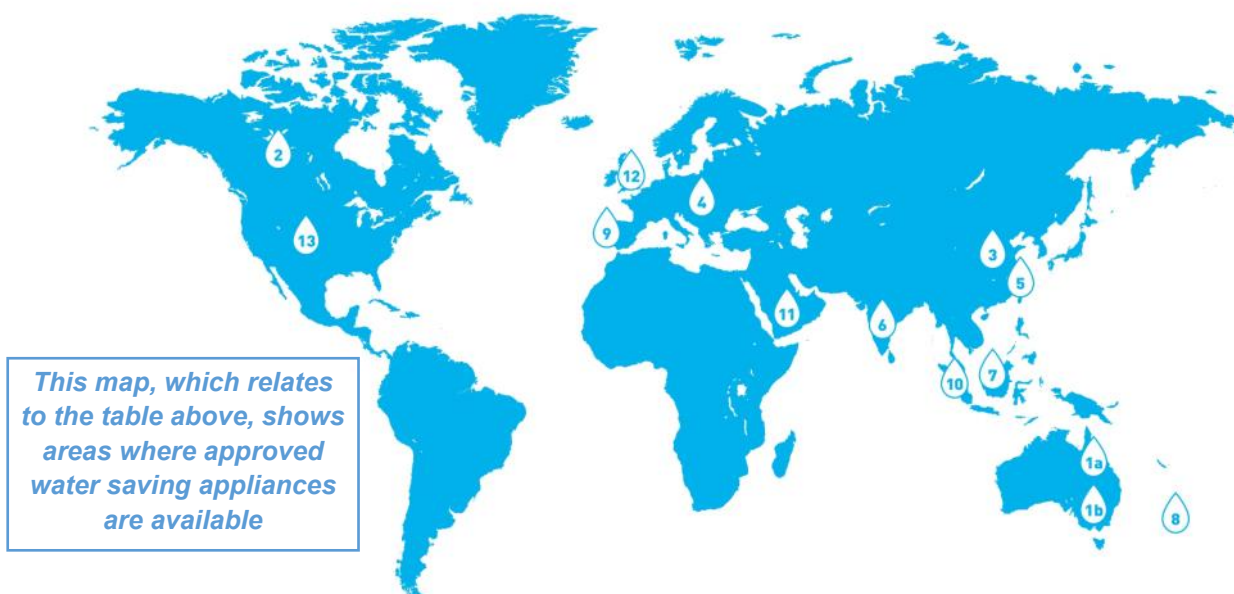 2
12
4
9
13
3
5
11
6
This map, which relates
to the table above, shows
areas where approved
water saving appliances
are available
10
7
1a
1b
8